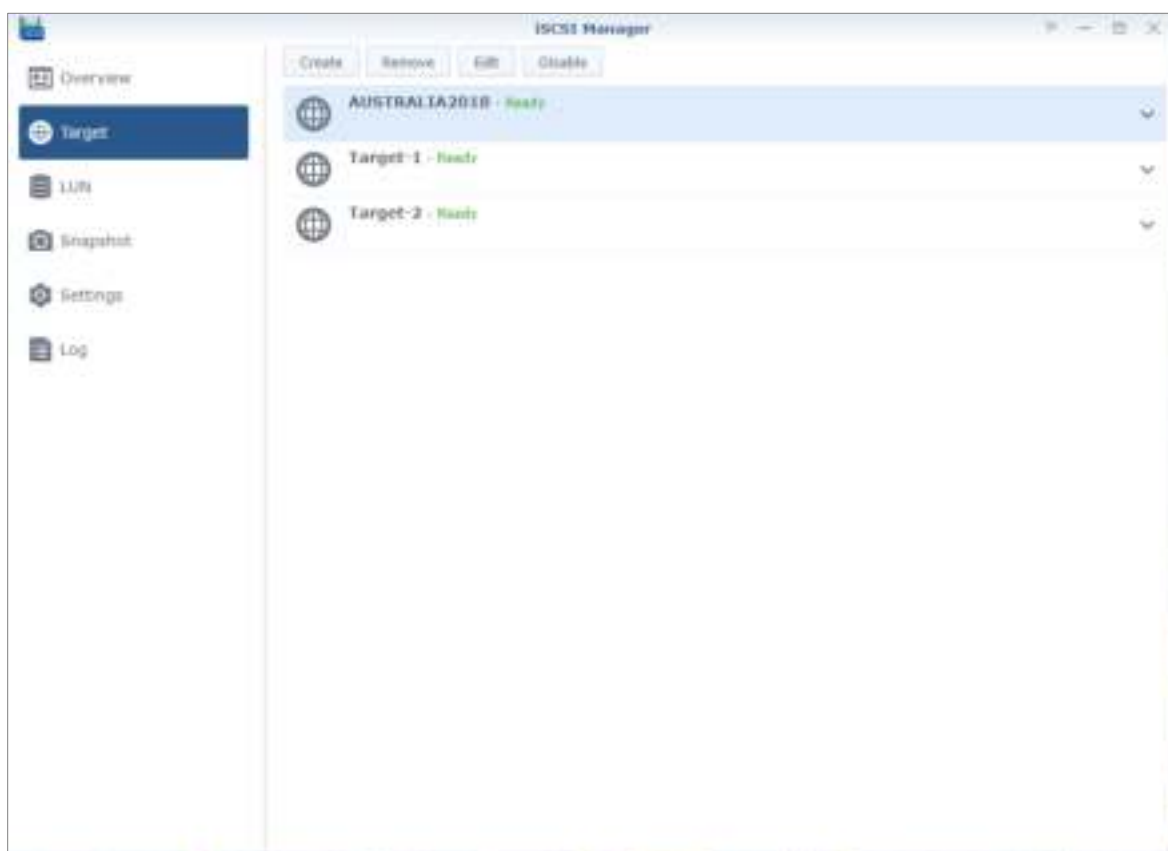 iSCSI Manager
Overview
Target
LUN
Snapshot
Settings
Log
Create Remove Edit Disable
AUSTRALIA2018 - Ready
Target-1 - Ready
Target-2 - Ready